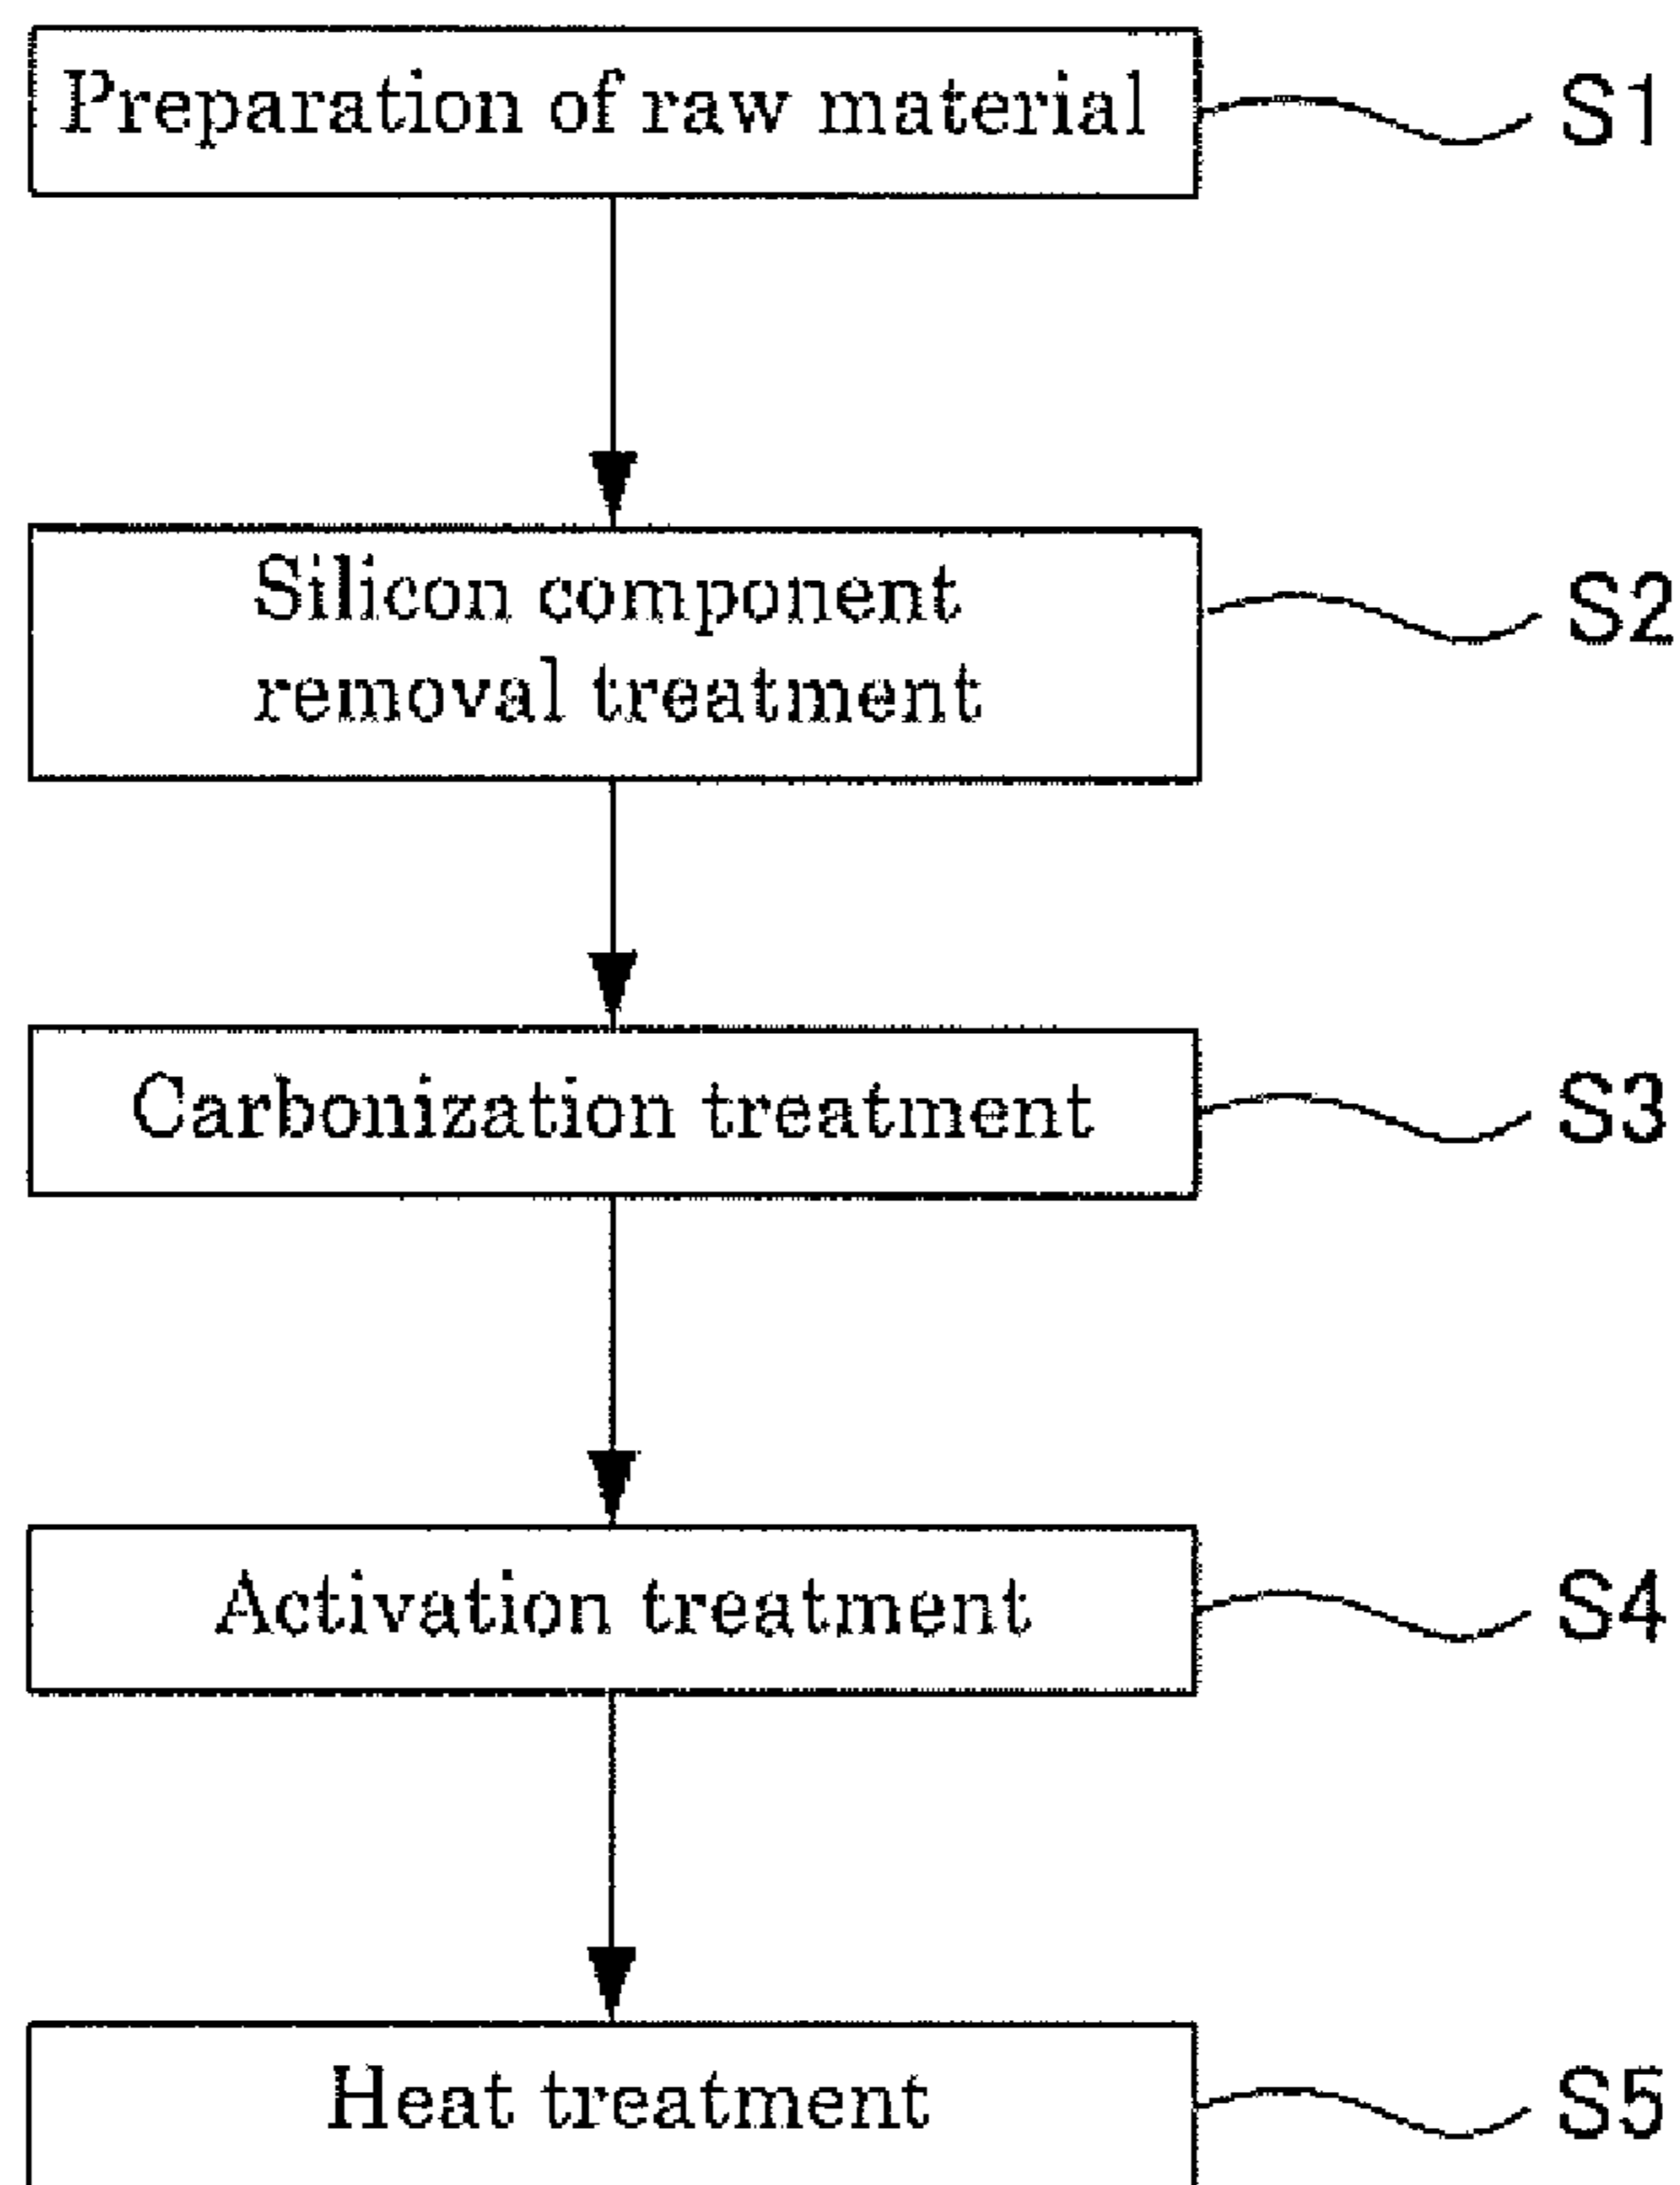 Preparation of raw material S1
Silicon component S2
removal treatment
Carbonization treatment S3
Activation treatment S4
Heat treatment S5